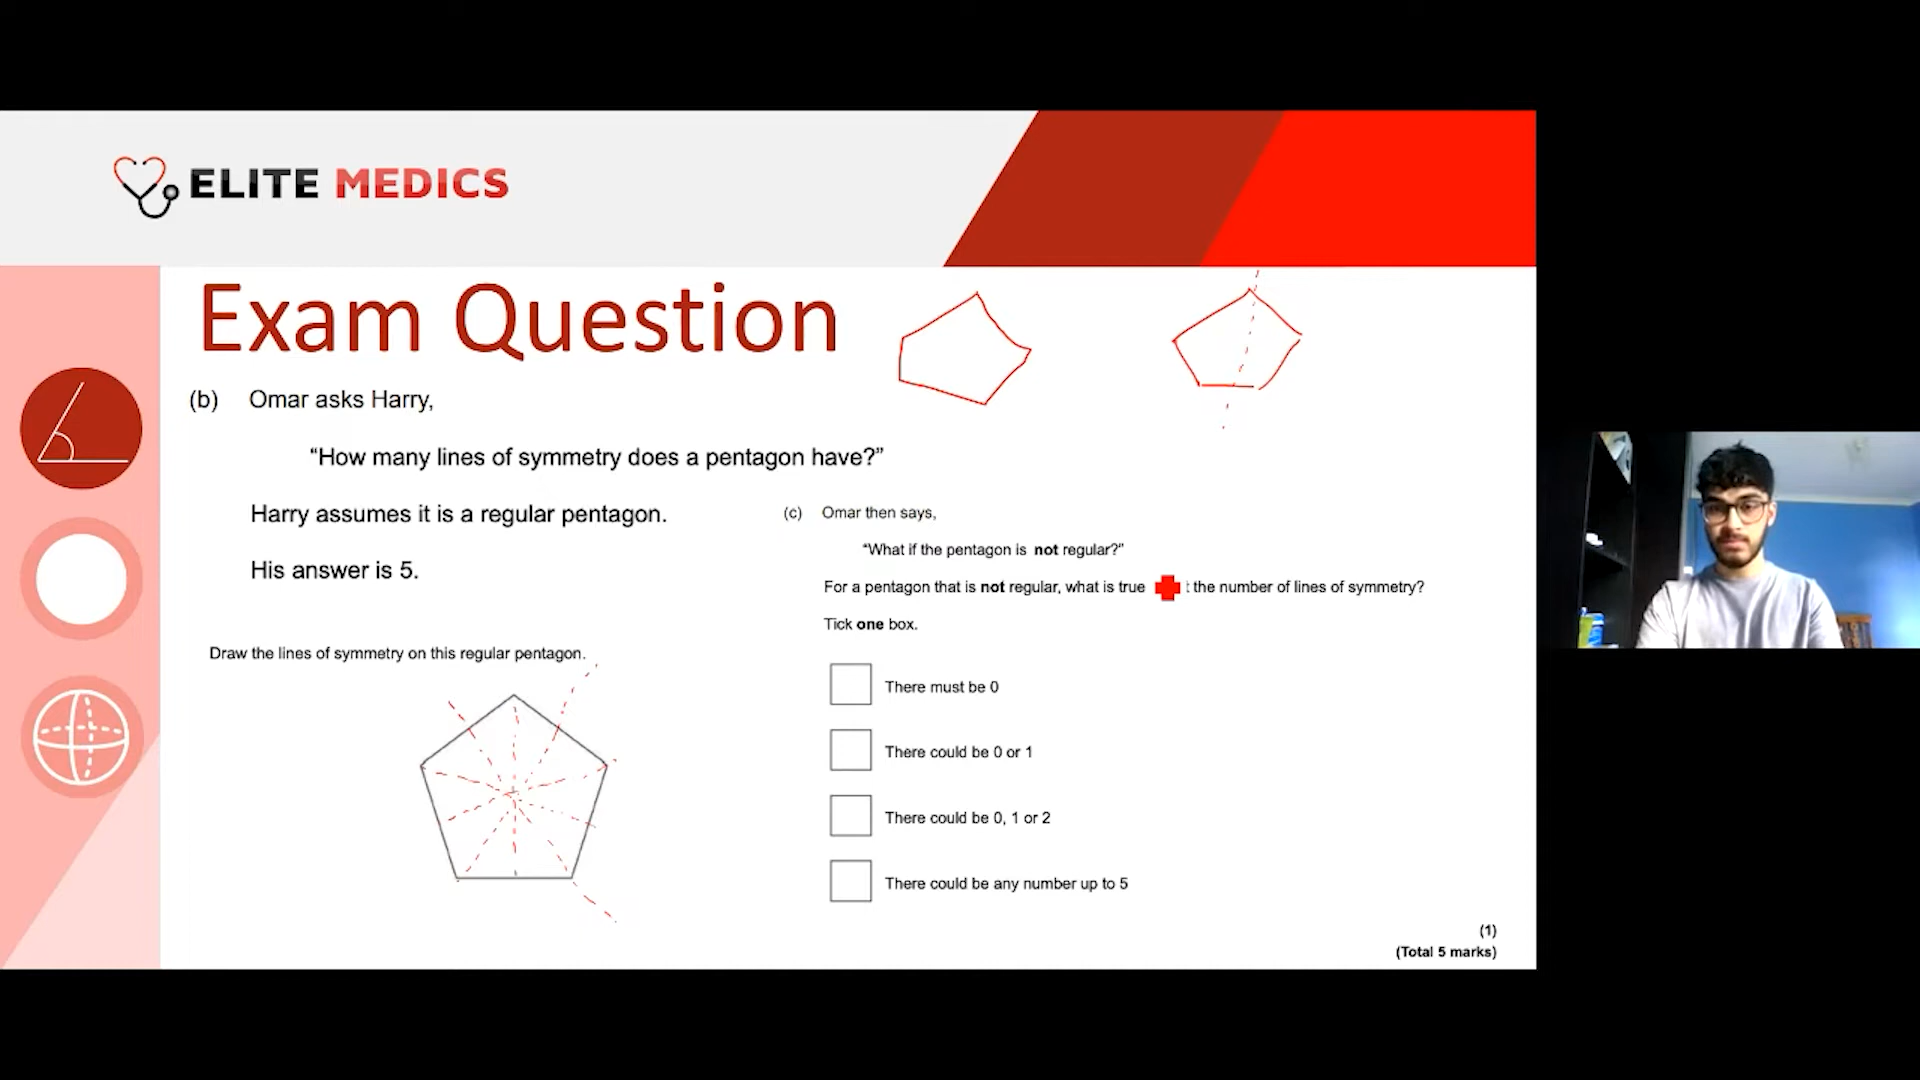 ELITE MEDICS
Exam Question
(b) Omar asks Harry,
“How many lines of symmetry does a pentagon have?”
Harry assumes it is a regular pentagon.
His answer is 5.
Draw the lines of symmetry on this regular pentagon.
(c) Omar then says,
“What if the pentagon is not regular?”
For a pentagon that is not regular, what is true t the number of lines of symmetry?
Tick one box.
There must be 0
There could be 0 or 1
There could be 0, 1 or 2
There could be any number up to 5
(1)
(Total 5 marks)